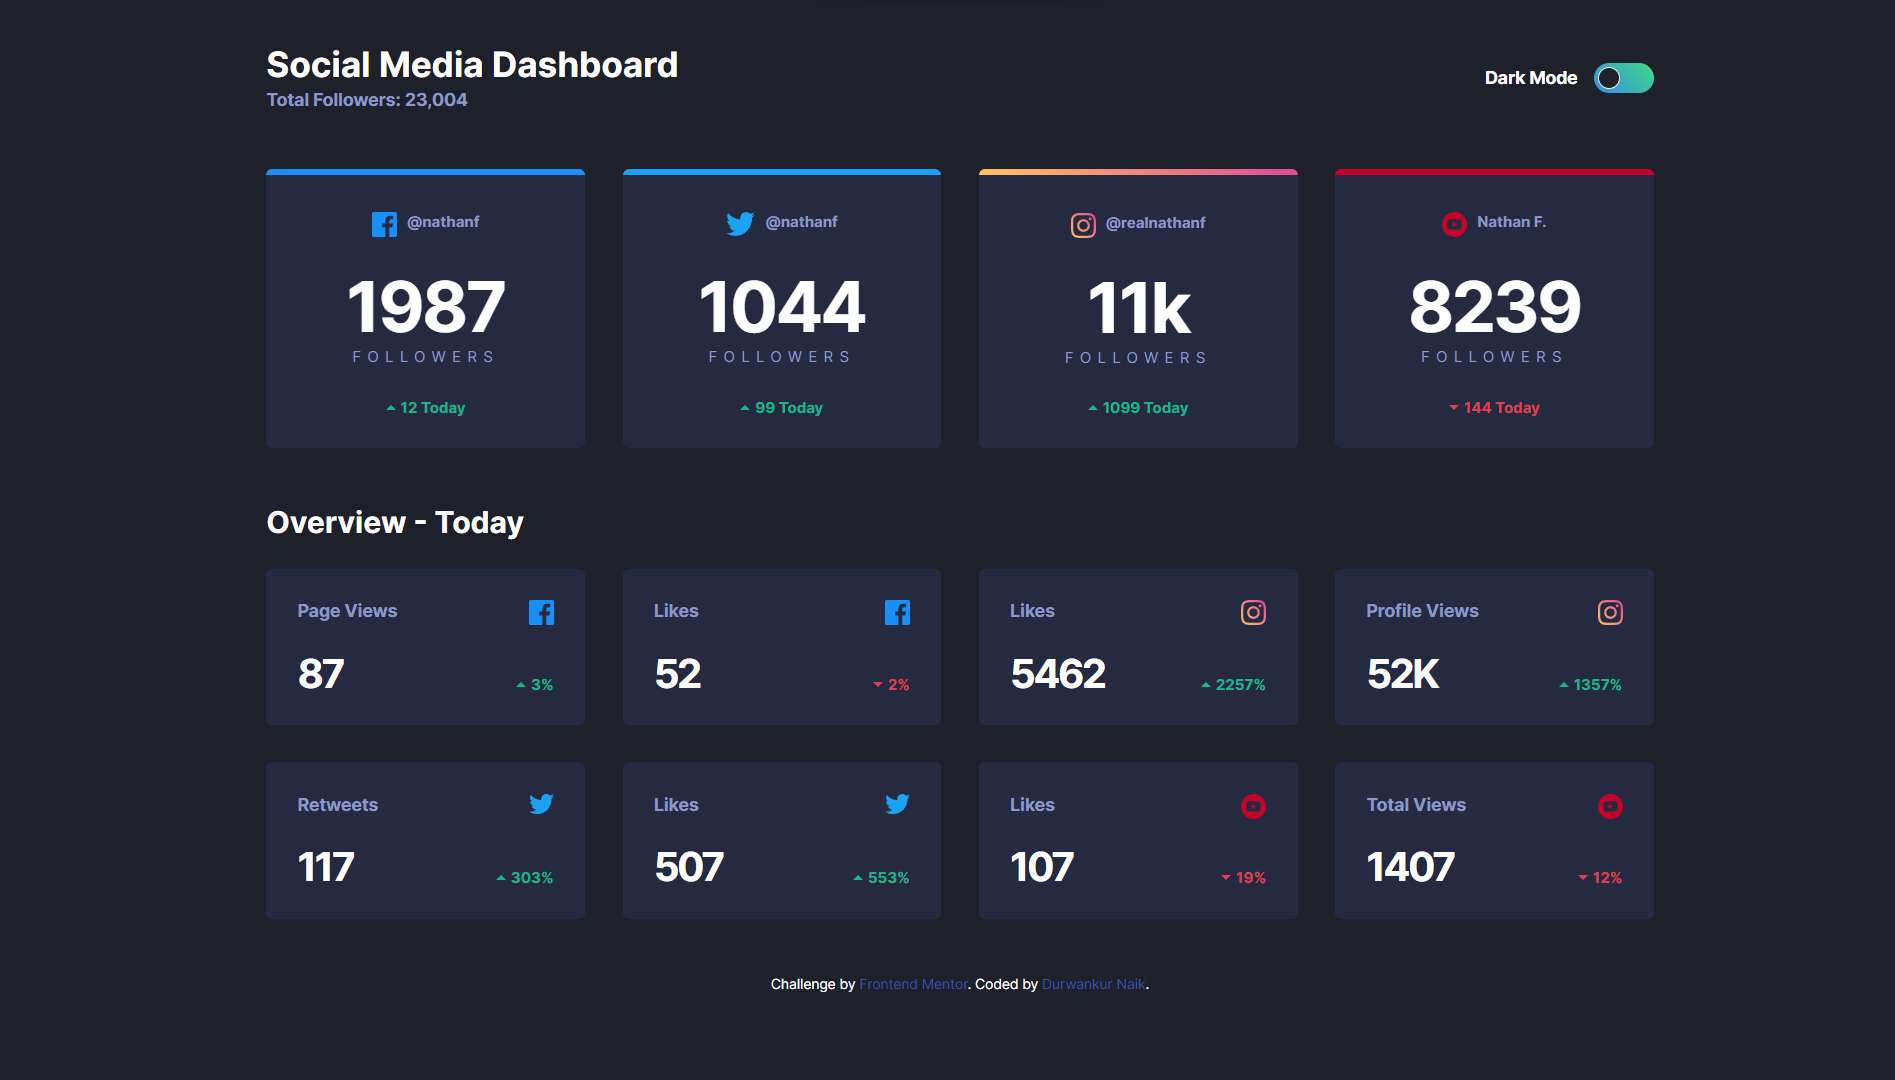 Social Media Dashboard
Total Followers: 23,004
Dark Mode
@nathanf
1987
FOLLOWERS
12 Today
@nathanf
1044
FOLLOWERS
99 Today
@realnathanf
11k
FOLLOWERS
1099 Today
Nathan F.
8239
FOLLOWERS
144 Today
Overview - Today
Page Views
87
3%
Likes
52
2%
Likes
5462
2257%
Profile Views
52K
1357%
Retweets
117
303%
Likes
507
553%
Likes
107
19%
Total Views
1407
12%
Challenge by Frontend Mentor. Coded by Durwankur Naik.